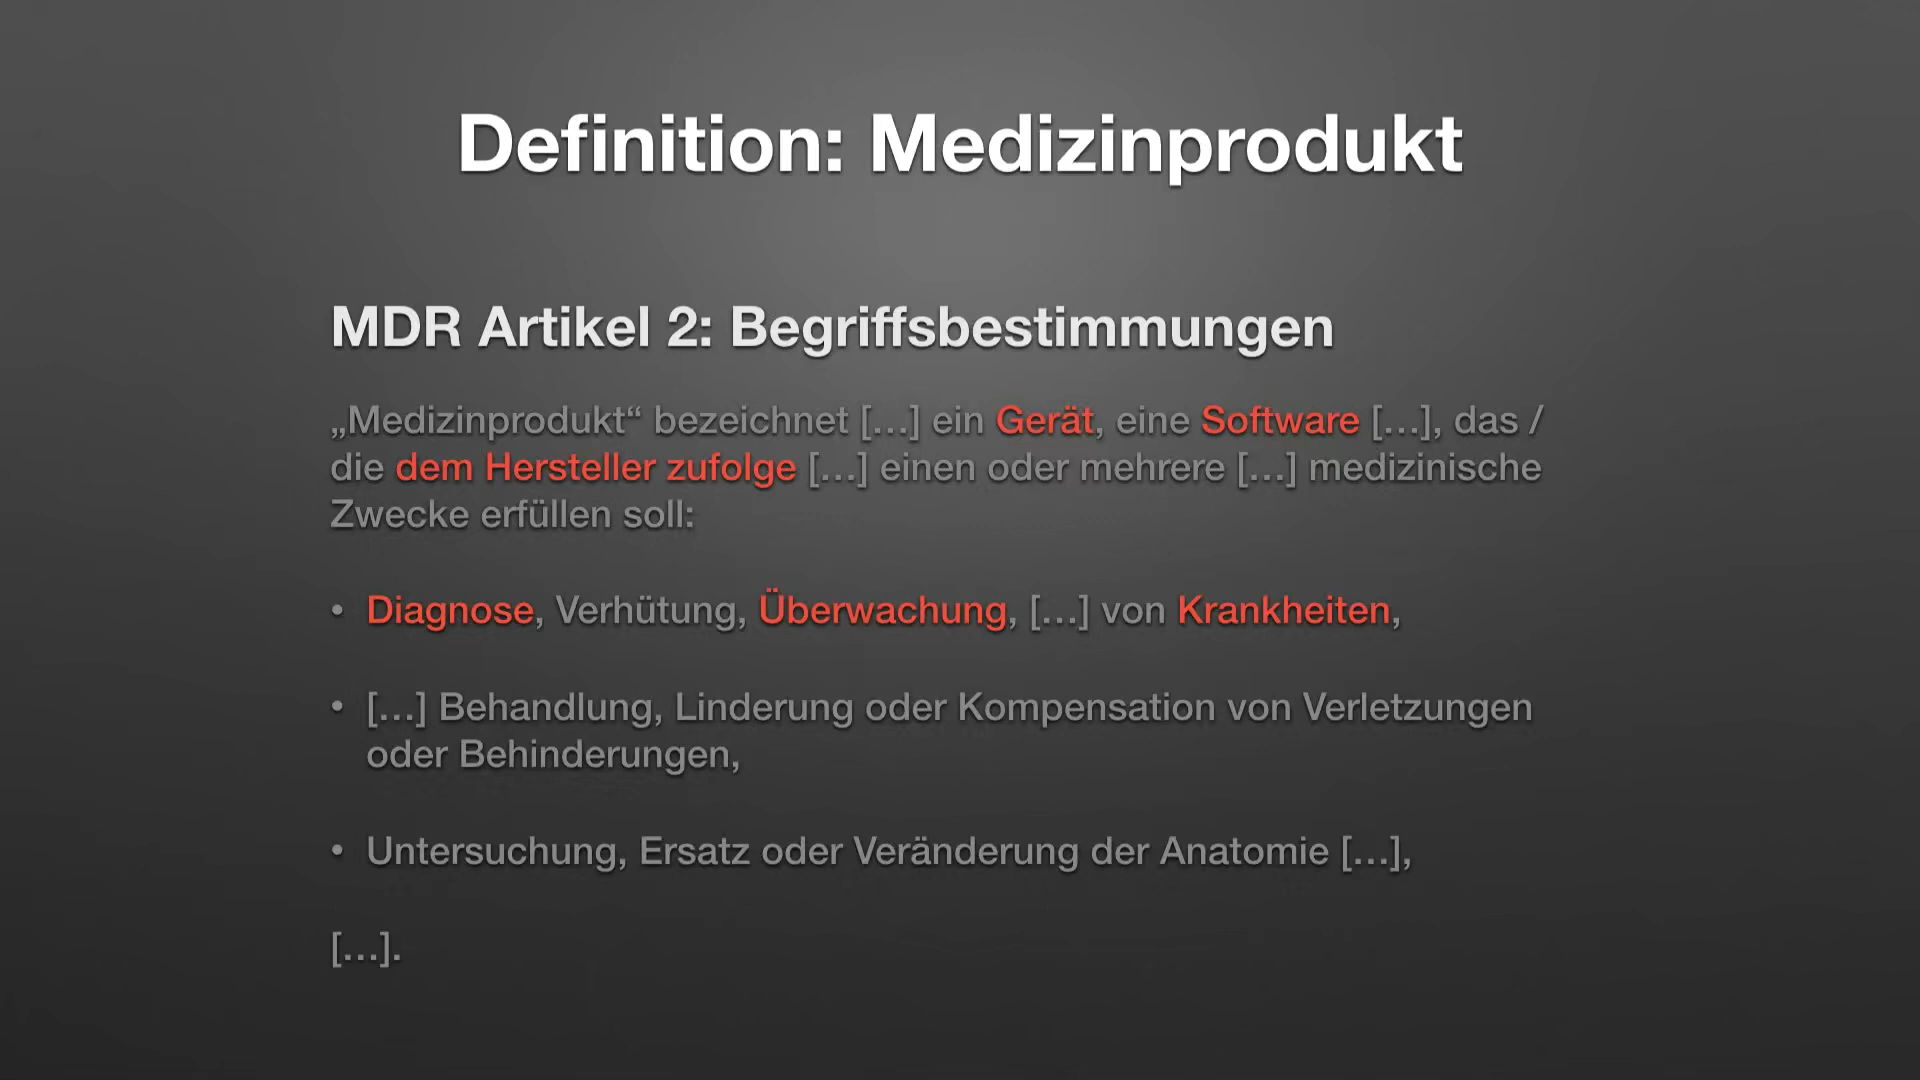 Definition: Medizinprodukt
MDR Artikel 2: Begriffsbestimmungen
„Medizinprodukt“ bezeichnet […] ein Gerät, eine Software […], das /
die dem Hersteller zufolge […] einen oder mehrere […] medizinische
Zwecke erfüllen soll:
• Diagnose, Verhütung, Überwachung, […] von Krankheiten,
• […] Behandlung, Linderung oder Kompensation von Verletzungen
oder Behinderungen,
• Untersuchung, Ersatz oder Veränderung der Anatomie […],
[…].